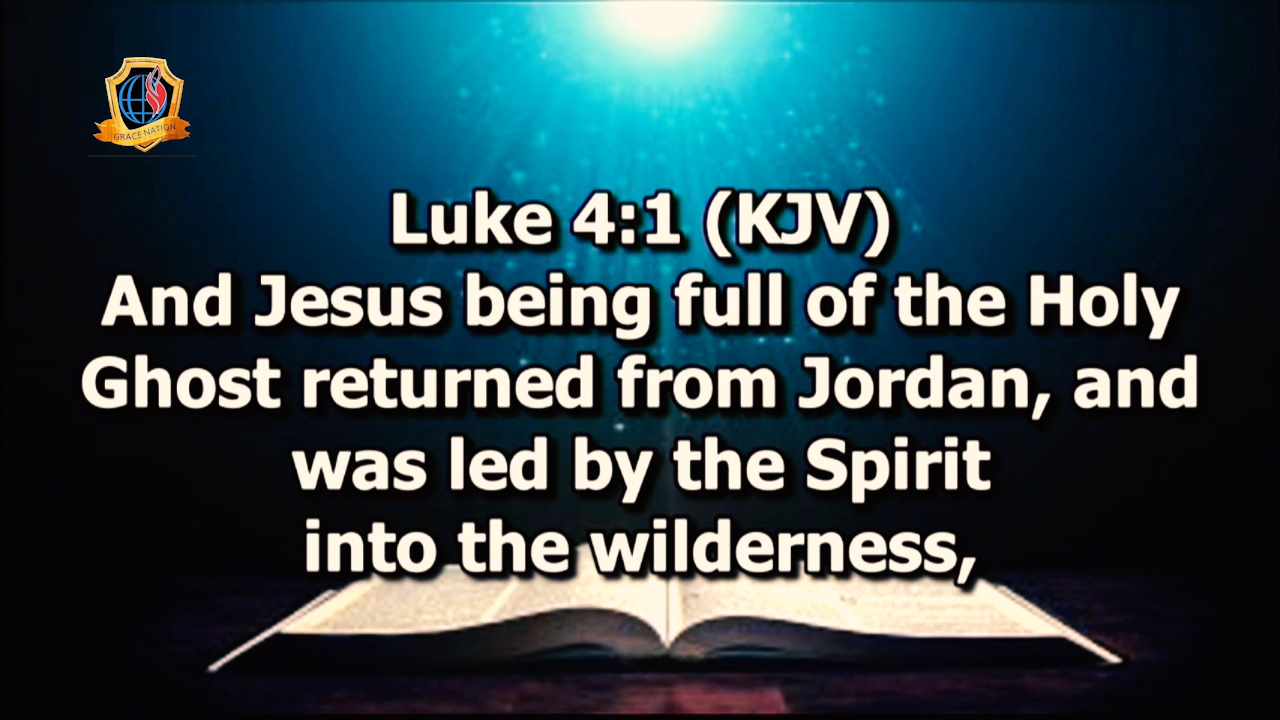 GRACE NATION
Luke 4:1 (KJV)
And Jesus being full of the Holy
Ghost returned from Jordan, and
was led by the Spirit
into the wilderness,